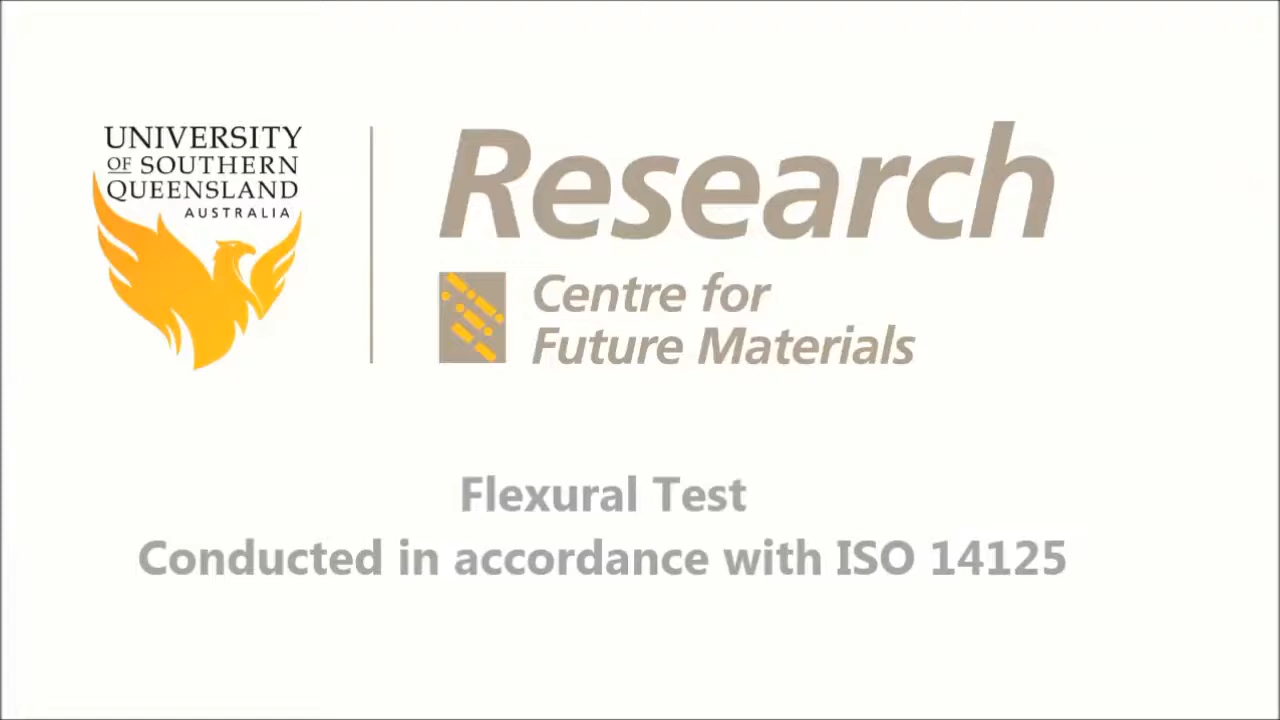 UNIVERSITY
OF SOUTHERN
QUEENSLAND
AUSTRALIA
Research
Centre for
Future Materials
Flexural Test
Conducted in accordance with ISO 14125